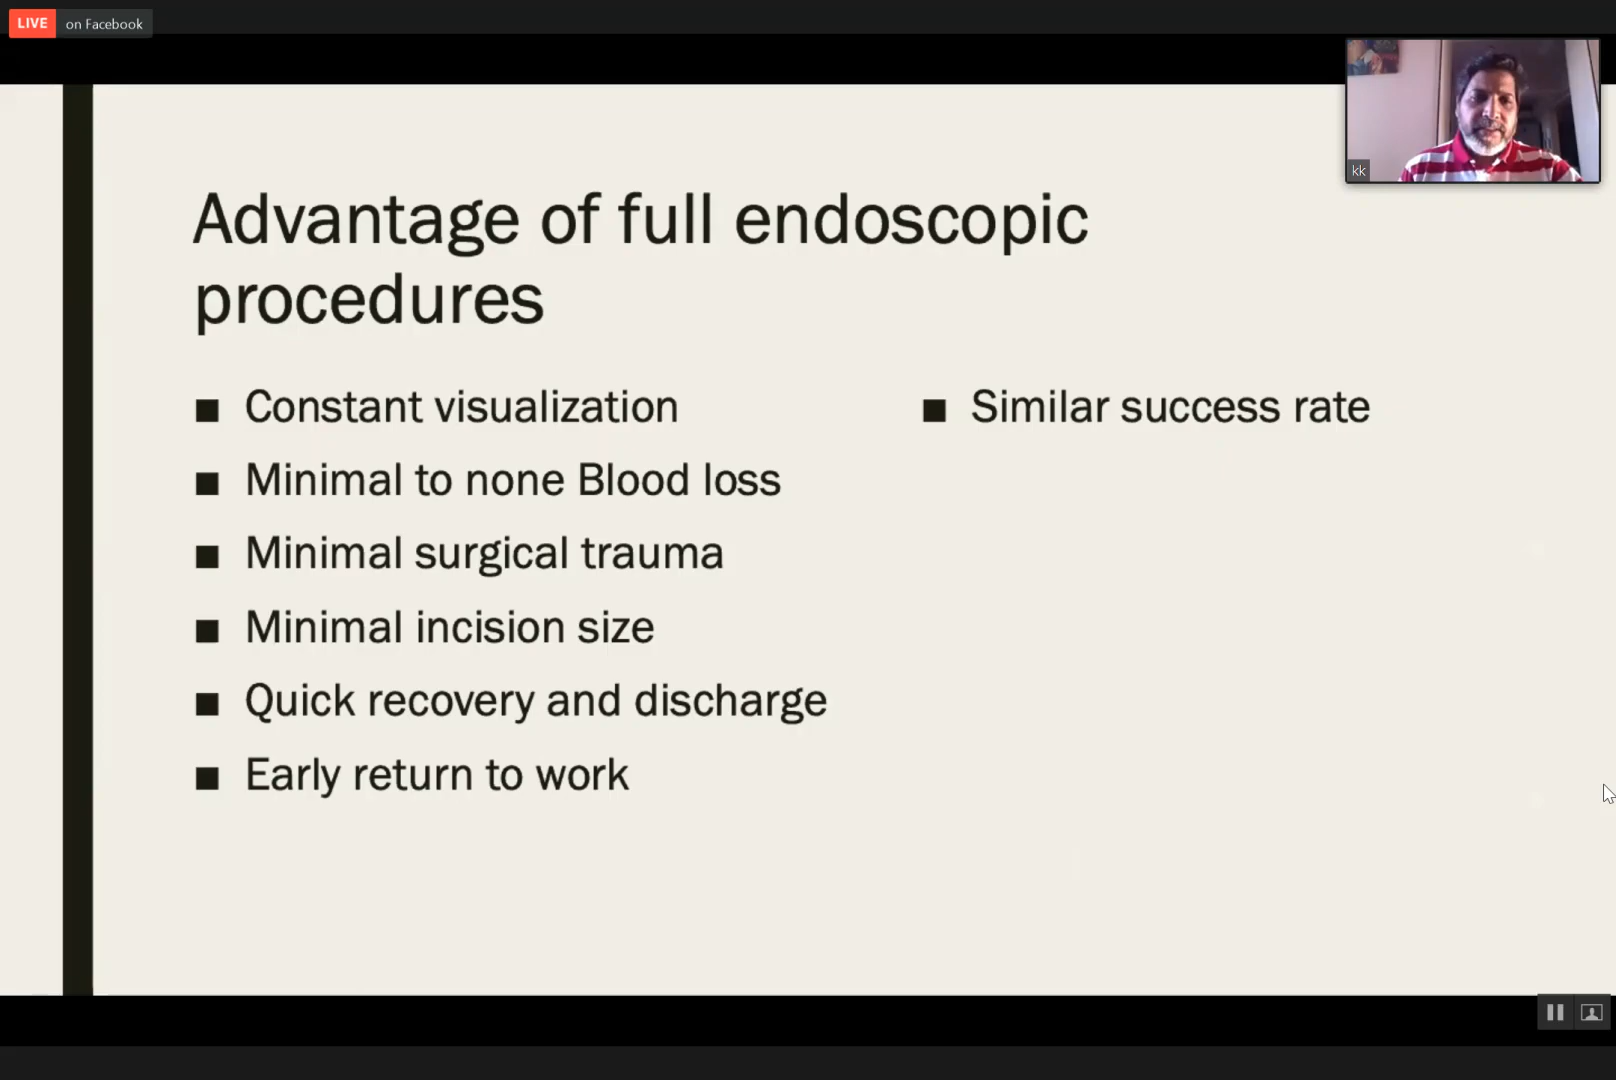 LIVE on Facebook
kk
Advantage of full endoscopic
procedures
■ Constant visualization
■ Minimal to none Blood loss
■ Minimal surgical trauma
■ Minimal incision size
■ Quick recovery and discharge
■ Early return to work
■ Similar success rate